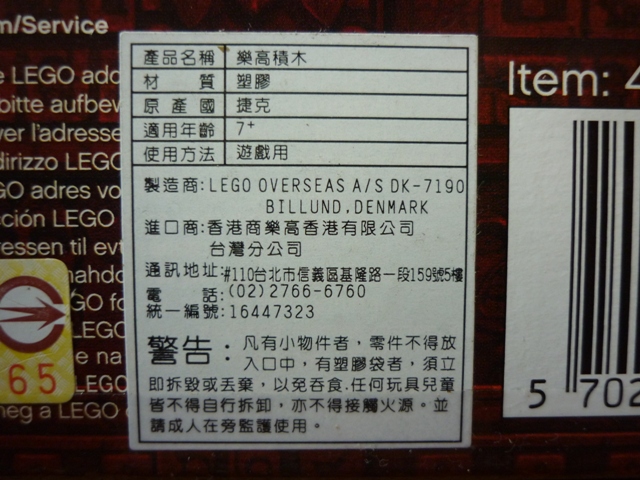 m/Service
e LEGO add
oitte aufbew
ver l'adresse
dirizzo LEGO
GO adres vo
cción LEGO
essen til evt
nahdo
GO fo
LEGO
LEGO
e na
LEGO
neg a LEGO
65
產品名稱 樂高積木
材質 塑膠
原產國 捷克
適用年齡 7+
使用方法 遊戲用
製造商:LEGO OVERSEAS A/S DK-7190
BILLUND,DENMARK
進口商:香港商樂高香港有限公司
台灣分公司
通訊地址:#110台北市信義區基隆路一段159號5樓
電話:(02)2766-6760
統一編號:16447323
警告:凡有小物件者,零件不得放
入口中,有塑膠袋者,須立
即拆毀或丟棄,以免吞食.任何玩具兒童
皆不得自行拆卸,亦不得接觸火源。並
請成人在旁監護使用。
Item: 4
5 702